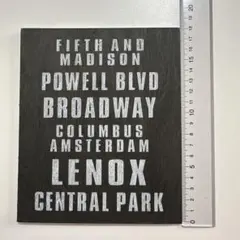 FIFTH AND
MADISON
POWELL BLVD
BROADWAY
COLUMBUS
AMSTERDAM
LENOX
CENTRAL PARK